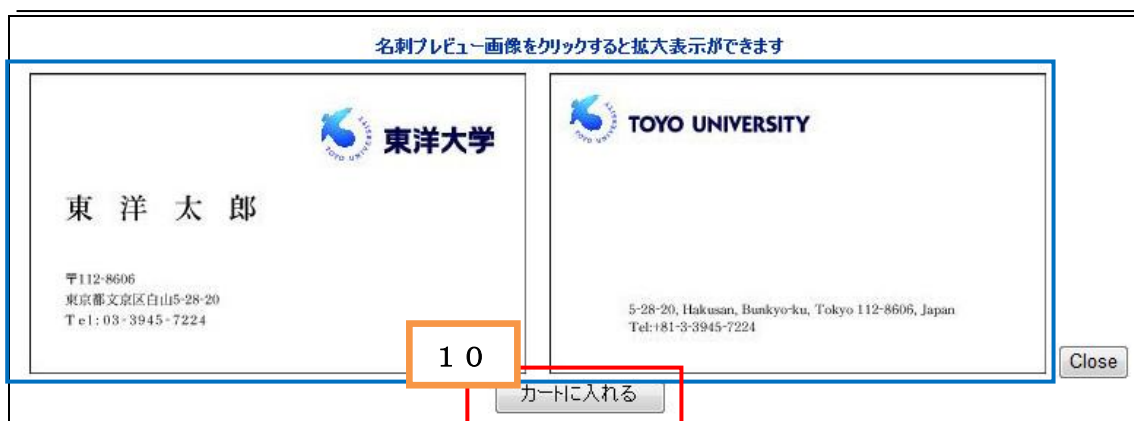 名刺プレビュー画像をクリックすると拡大表示ができます
東洋大学
TOYO UNIVERSITY
東 洋 太 郎
〒112-8606
東京都文京区白山5-28-20
Tel:03-3945-7224
TOYO UNIVERSITY
TOYO UNIVERSITY
5-28-20, Hakusan, Bunkyo-ku, Tokyo 112-8606, Japan
Tel:+81-3-3945-7224
Close
10
カートに入れる